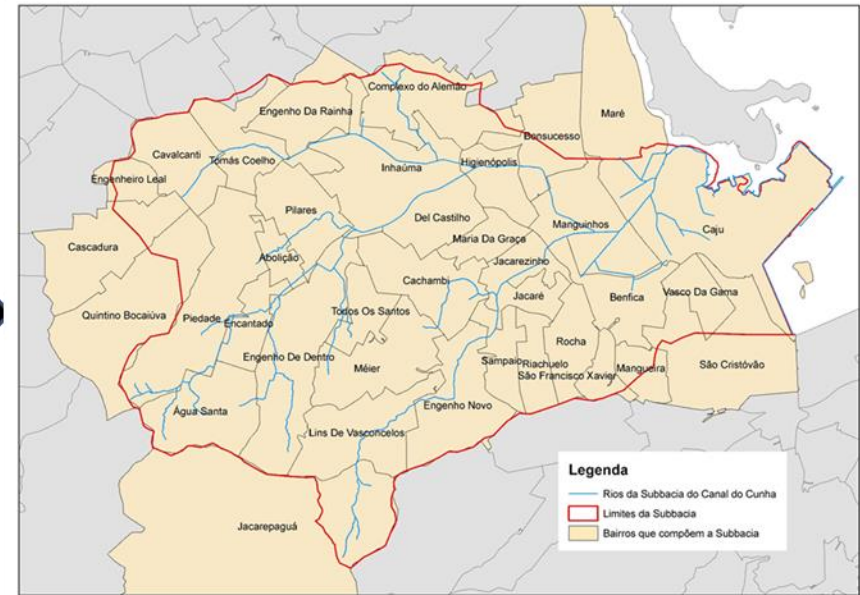 Complexo do Alemão
Engenho Da Rainha
Maré
Bonsucesso
Cavalcanti
Tomás Coelho
Higienópolis
Inhaúma
Engenheiro Leal
Pilares
Del Castilho
Manguinhos
Caju
Maria Da Graça
Cascadura
Abolição
Jacarezinho
Cachambi
Jacaré
Benfica
Vasco Da Gama
Quintino Bocaiúva
Piedade
Encantado
Todos Os Santos
Engenho De Dentro
Rocha
Sampaio
Riachuelo
Méier
Mangueira
São Cristóvão
São Francisco Xavier
Água Santa
Engenho Novo
Lins De Vasconcelos
Jacarepaguá
Legenda
Rios da Subbacia do Canal do Cunha
Limites da Subbacia
Bairros que compõem a Subbacia